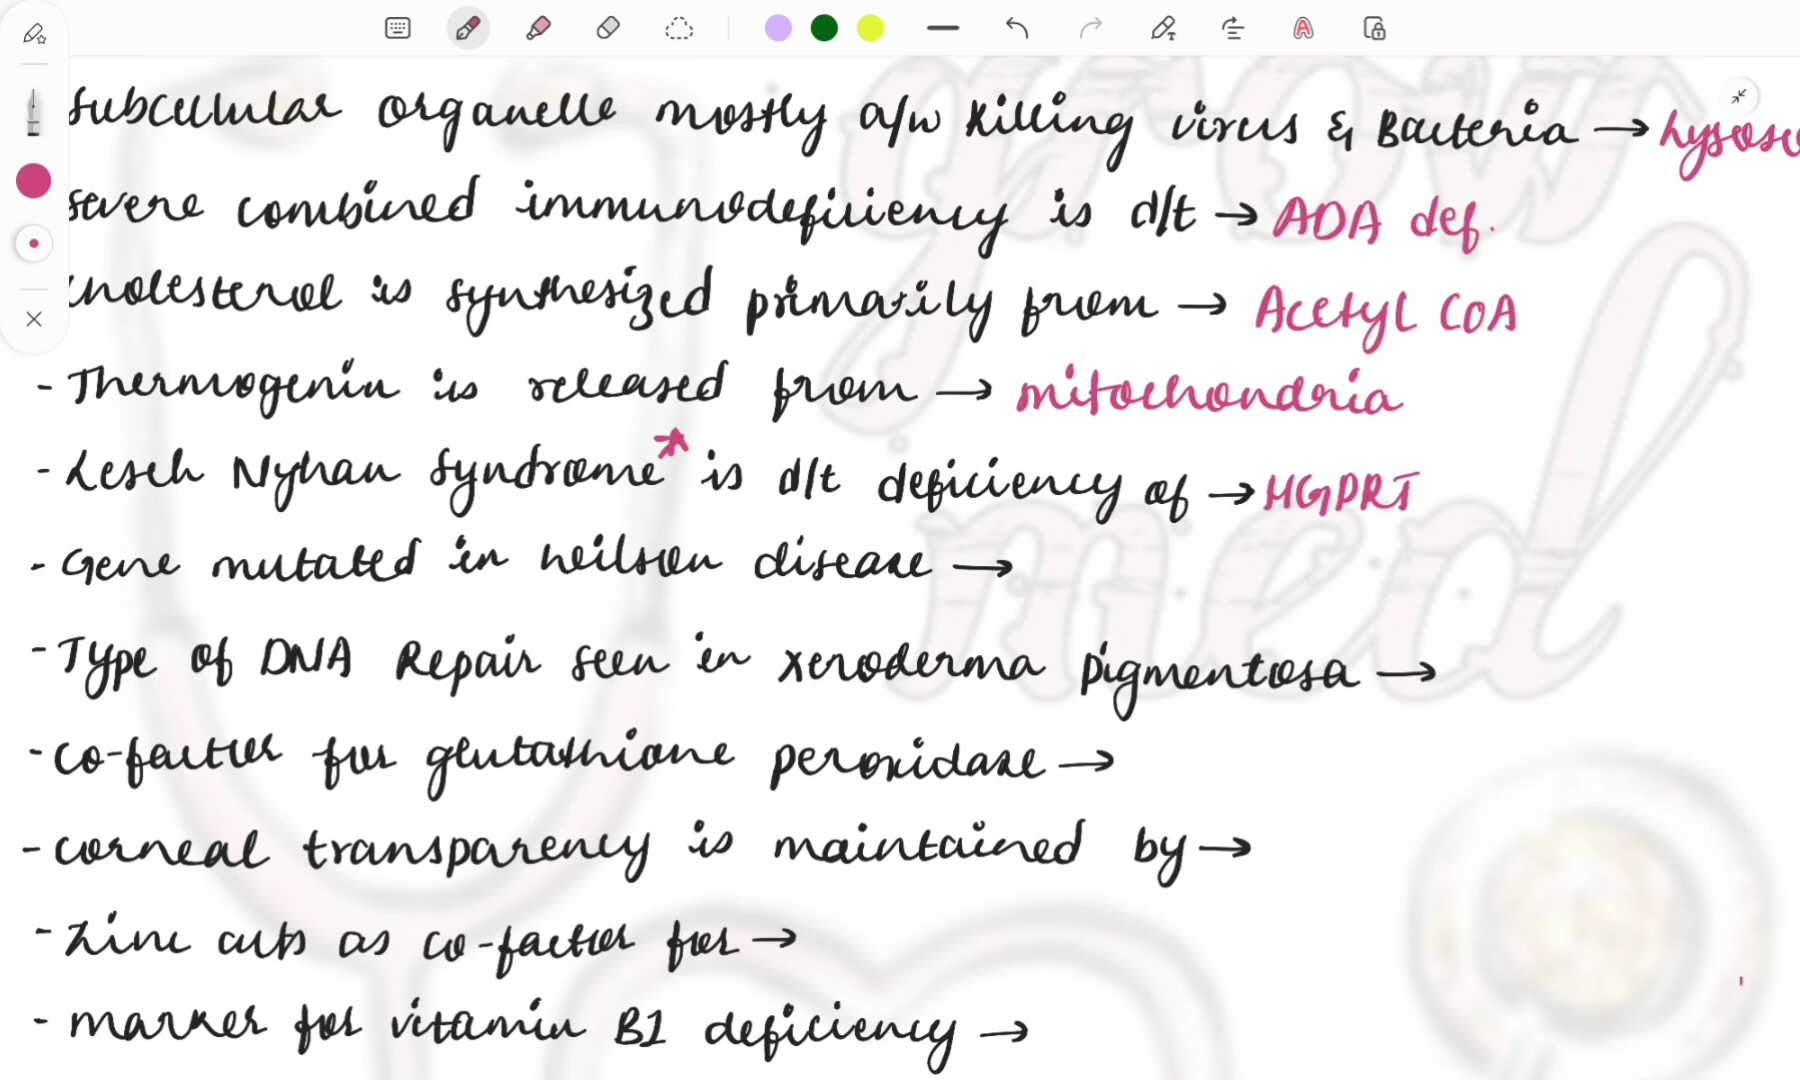 subcellular organelle mostly a/w killing virus & Bacteria → lysoso
severe combined immunodeficiency is d/t → ADA def.
cholesterol is synthesized primarily from → Acetyl CoA
- Thermogenin is released from → mitochondria
- Lesch Nyhan syndrome* is d/t deficiency of → HGPRT
- Gene mutated in wilson disease →
- Type of DNA Repair seen in xeroderma pigmentosa →
- co-factor for glutathione peroxidase →
- corneal transparency is maintained by →
- Zinc acts as co-factor for →
- marker for vitamin B1 deficiency →
grow
med